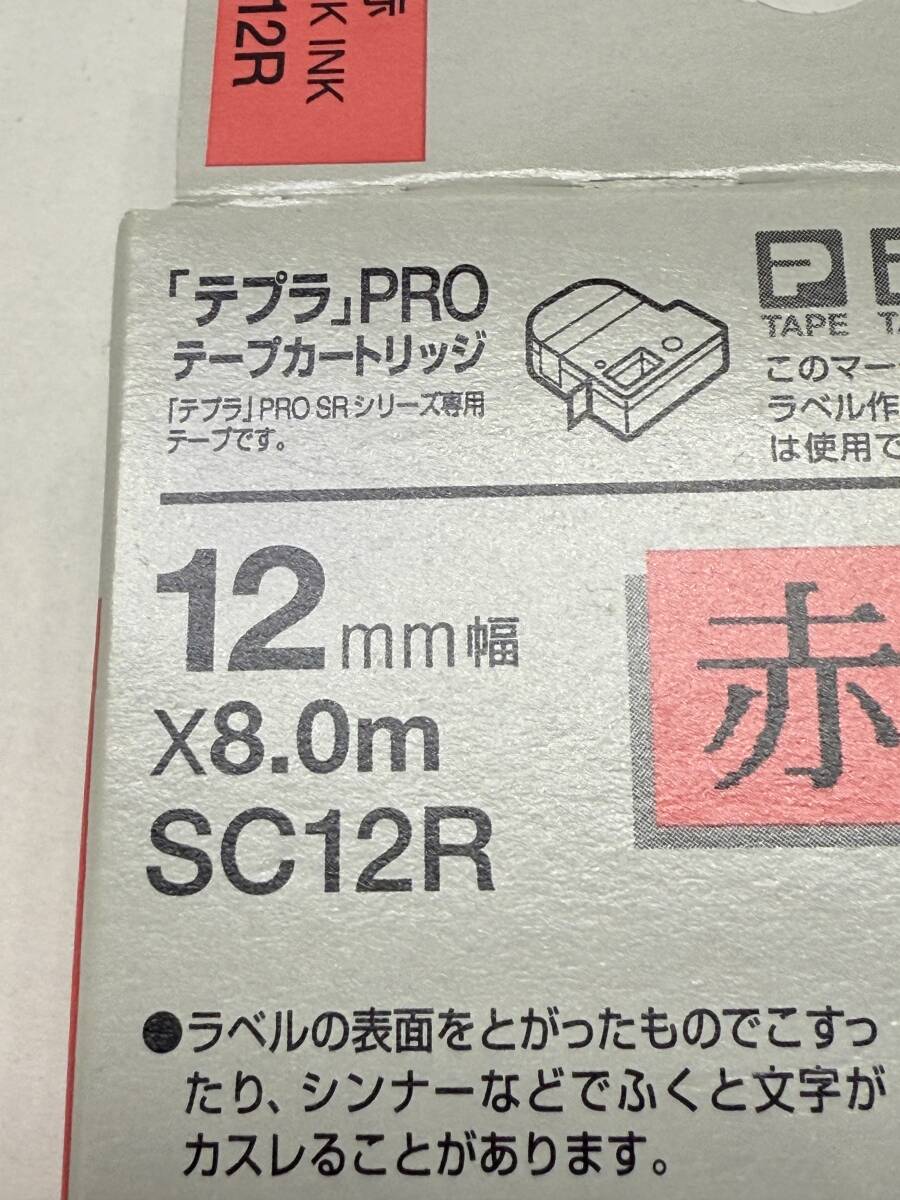 K INK
12R
「テプラ」PRO
テープカートリッジ
「テプラ」PRO SRシリーズ専用
テープです。
TAPE
このマー
ラベル作
は使用で
12mm幅
X8.0m
SC12R
赤
●ラベルの表面をとがったものでこすっ
たり、シンナーなどでふくと文字が
カスレることがあります。